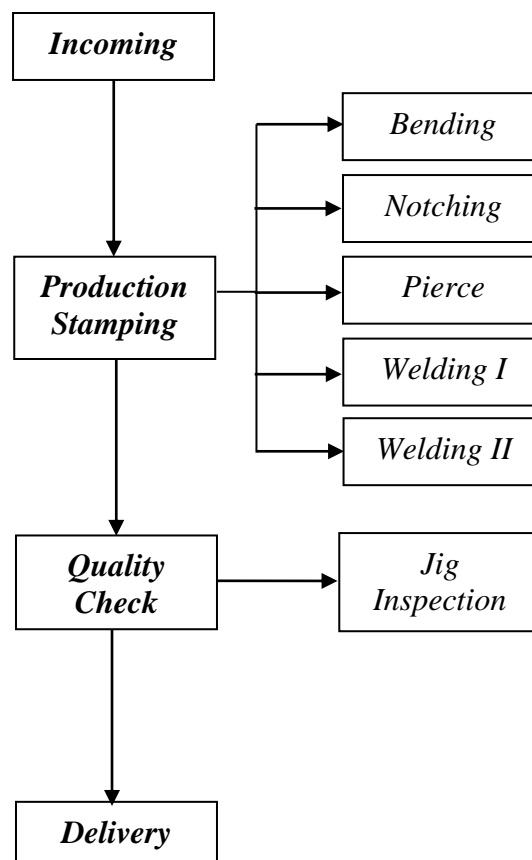 Incoming
Bending
Notching
Production
Stamping
Pierce
Welding I
Welding II
Quality
Check
Jig
Inspection
Delivery